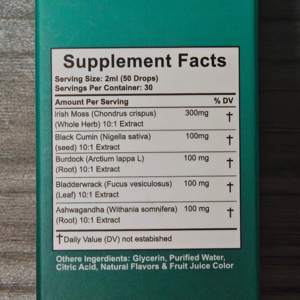 Supplement Facts
Serving Size: 2ml (50 Drops)
Servings Per Container: 30
Amount Per Serving % DV
Irish Moss (Chondrus crispus) 300mg †
(Whole Herb) 10:1 Extract
Black Cumin (Nigella sativa) 100mg †
(seed) 10:1 Extract
Burdock (Arctium lappa L) 100 mg †
(Root) 10:1 Extract
Bladderwrack (Fucus vesiculosus) 100 mg †
(Leaf) 10:1 Extract
Ashwagandha (Withania somnifera) 100 mg †
(Root) 10:1 Extract
†Daily Value (DV) not estabished
Othere Ingredients: Glycerin, Purified Water,
Citric Acid, Natural Flavors & Fruit Juice Color